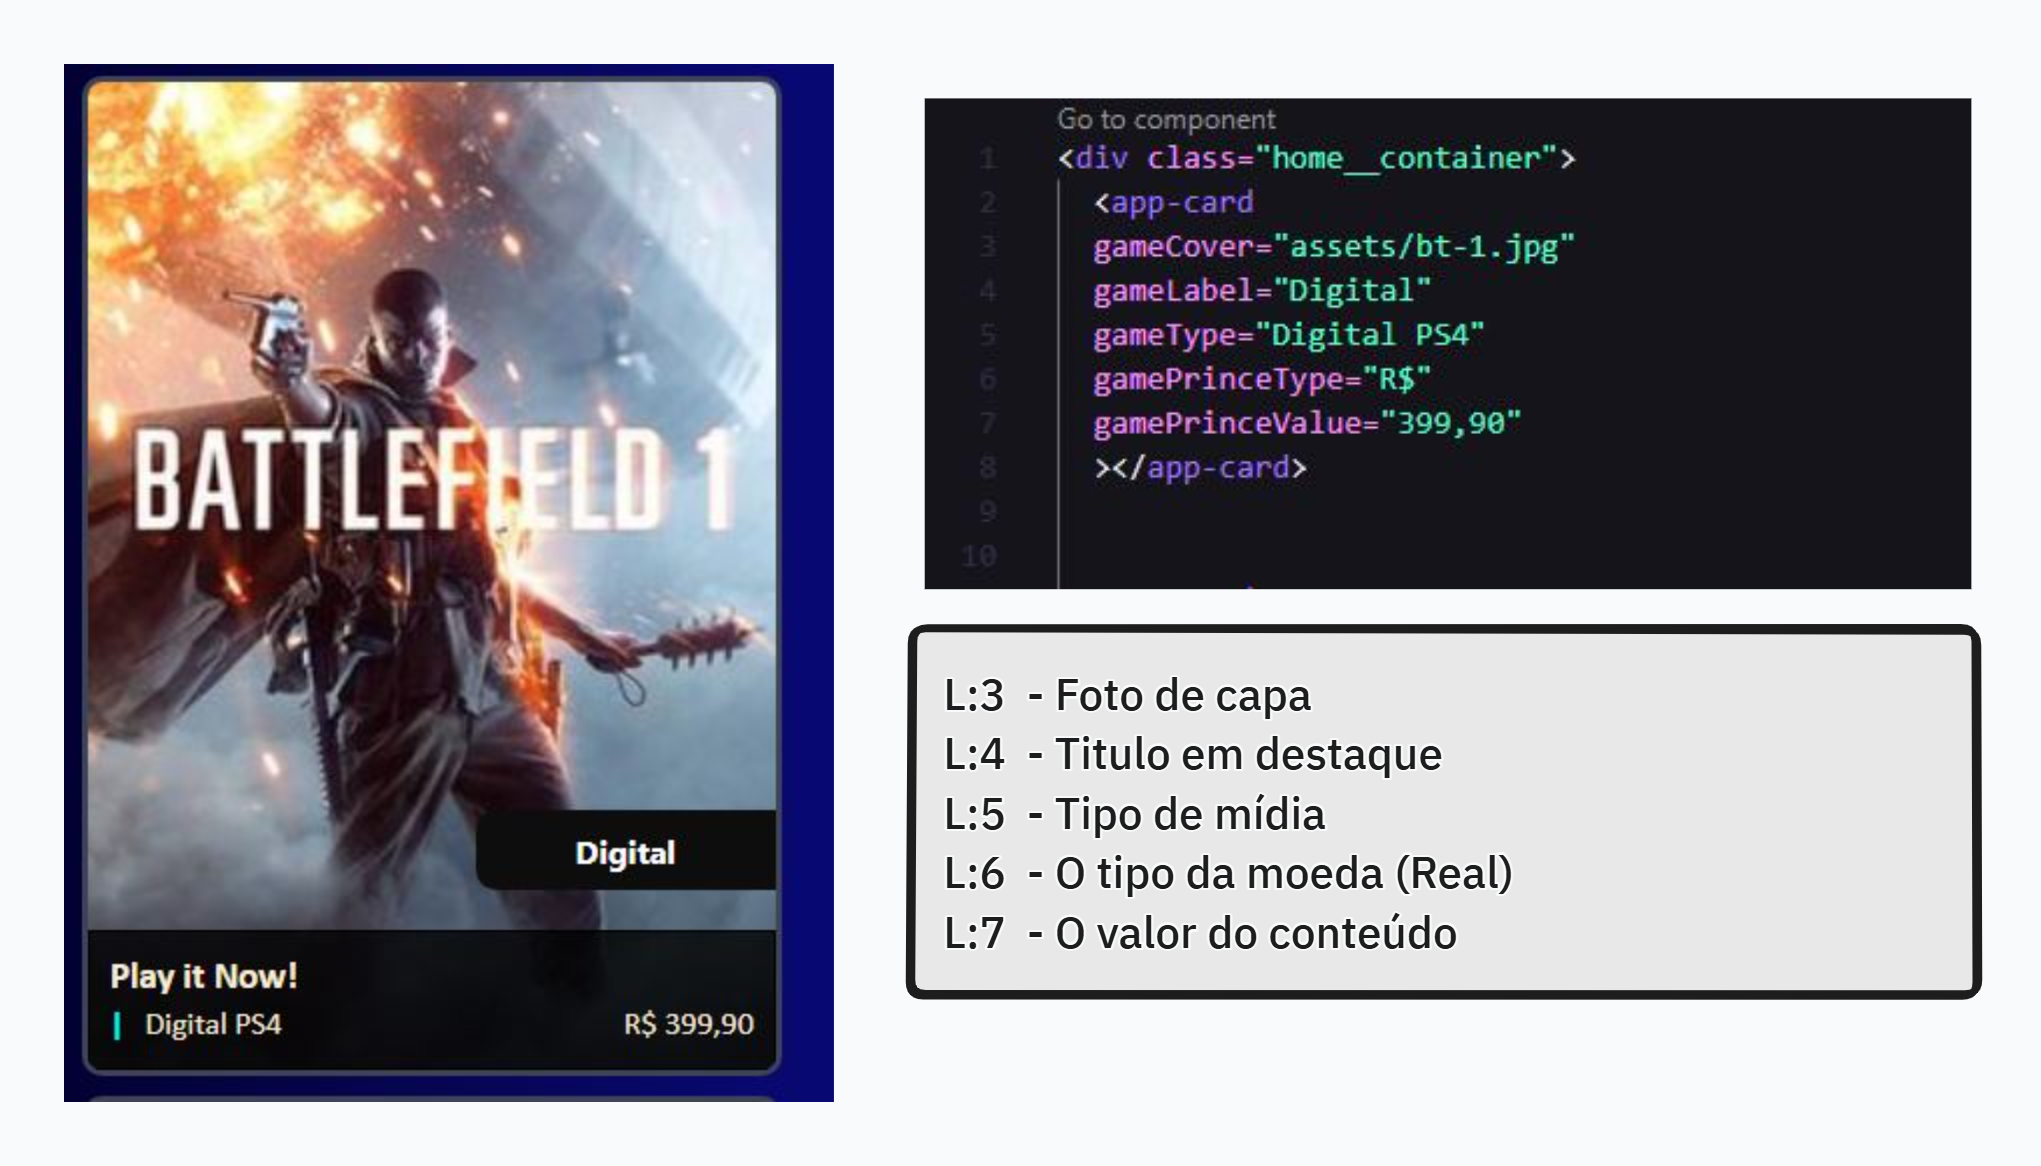 BATTLEFIELD 1
Digital
Play it Now!
Digital PS4
R$ 399,90
Go to component
1 <div class="home__container">
2 <app-card
3 gameCover="assets/bt-1.jpg"
4 gameLabel="Digital"
5 gameType="Digital PS4"
6 gamePrinceType="R$"
7 gamePrinceValue="399,90"
8 ></app-card>
9
10
L:3 - Foto de capa
L:4 - Titulo em destaque
L:5 - Tipo de mídia
L:6 - O tipo da moeda (Real)
L:7 - O valor do conteúdo